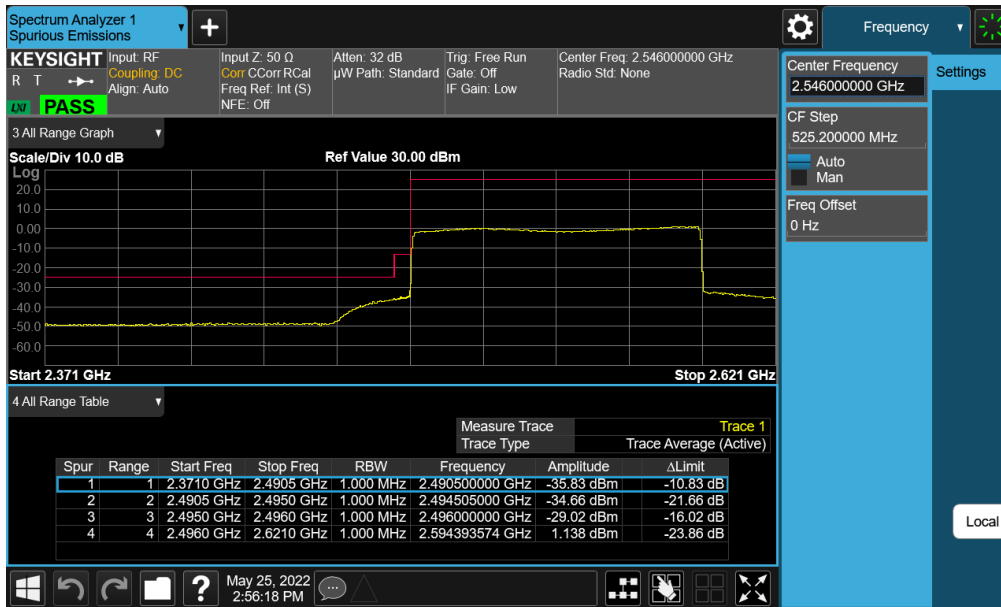 Spectrum Analyzer 1
Spurious Emissions
Frequency
KEYSIGHT
R T
LXI
PASS
Input: RF
Coupling: DC
Align: Auto
Input Z: 50 Ω
Corr CCorr RCal
Freq Ref: Int (S)
NFE: Off
Atten: 32 dB
µW Path: Standard
Trig: Free Run
Gate: Off
IF Gain: Low
Center Freq: 2.546000000 GHz
Radio Std: None
Center Frequency
2.546000000 GHz
Settings
CF Step
525.200000 MHz
Auto
Man
Freq Offset
0 Hz
3 All Range Graph
Scale/Div 10.0 dB
Ref Value 30.00 dBm
Log
20.0
10.0
0.00
-10.0
-20.0
-30.0
-40.0
-50.0
-60.0
Start 2.371 GHz
Stop 2.621 GHz
4 All Range Table
Measure Trace Trace 1
Trace Type Trace Average (Active)
Spur Range Start Freq Stop Freq RBW Frequency Amplitude ΔLimit
1 1 2.3710 GHz 2.4905 GHz 1.000 MHz 2.490500000 GHz -35.83 dBm -10.83 dB
2 2 2.4905 GHz 2.4950 GHz 1.000 MHz 2.494505000 GHz -34.66 dBm -21.66 dB
3 3 2.4950 GHz 2.4960 GHz 1.000 MHz 2.496000000 GHz -29.02 dBm -16.02 dB
4 4 2.4960 GHz 2.6210 GHz 1.000 MHz 2.594393574 GHz 1.138 dBm -23.86 dB
Local
?
May 25, 2022
2:56:18 PM